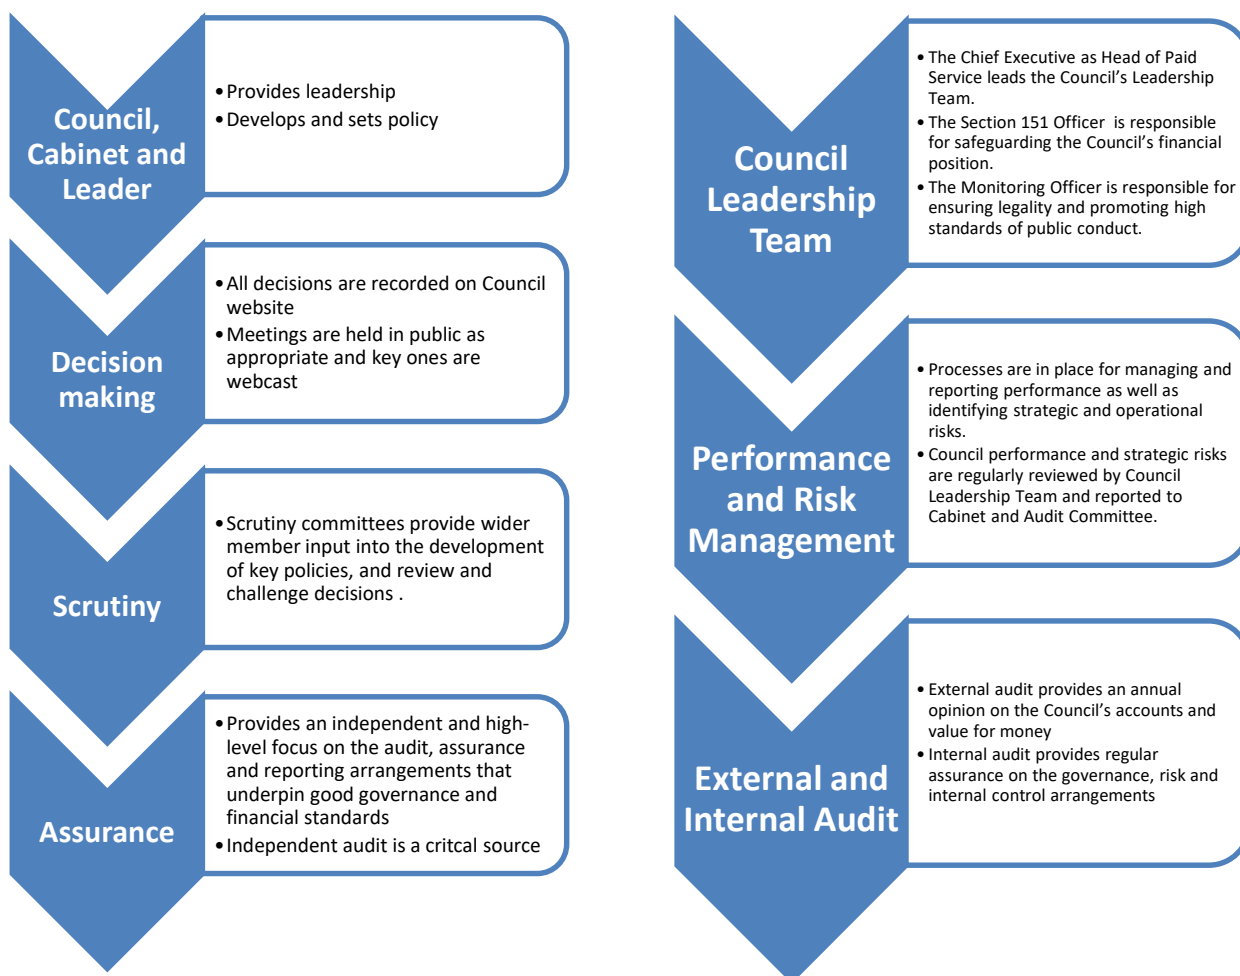 Council,
Cabinet and
Leader
• Provides leadership
• Develops and sets policy
Decision
making
• All decisions are recorded on Council
website
• Meetings are held in public as
appropriate and key ones are
webcast
Scrutiny
• Scrutiny committees provide wider
member input into the development
of key policies, and review and
challenge decisions .
Assurance
• Provides an independent and high-
level focus on the audit, assurance
and reporting arrangements that
underpin good governance and
financial standards
• Independent audit is a critcal source
Council
Leadership
Team
• The Chief Executive as Head of Paid
Service leads the Council’s Leadership
Team.
• The Section 151 Officer is responsible
for safeguarding the Council’s financial
position.
• The Monitoring Officer is responsible for
ensuring legality and promoting high
standards of public conduct.
Performance
and Risk
Management
• Processes are in place for managing and
reporting performance as well as
identifying strategic and operational
risks.
• Council performance and strategic risks
are regularly reviewed by Council
Leadership Team and reported to
Cabinet and Audit Committee.
External and
Internal Audit
• External audit provides an annual
opinion on the Council’s accounts and
value for money
• Internal audit provides regular
assurance on the governance, risk and
internal control arrangements